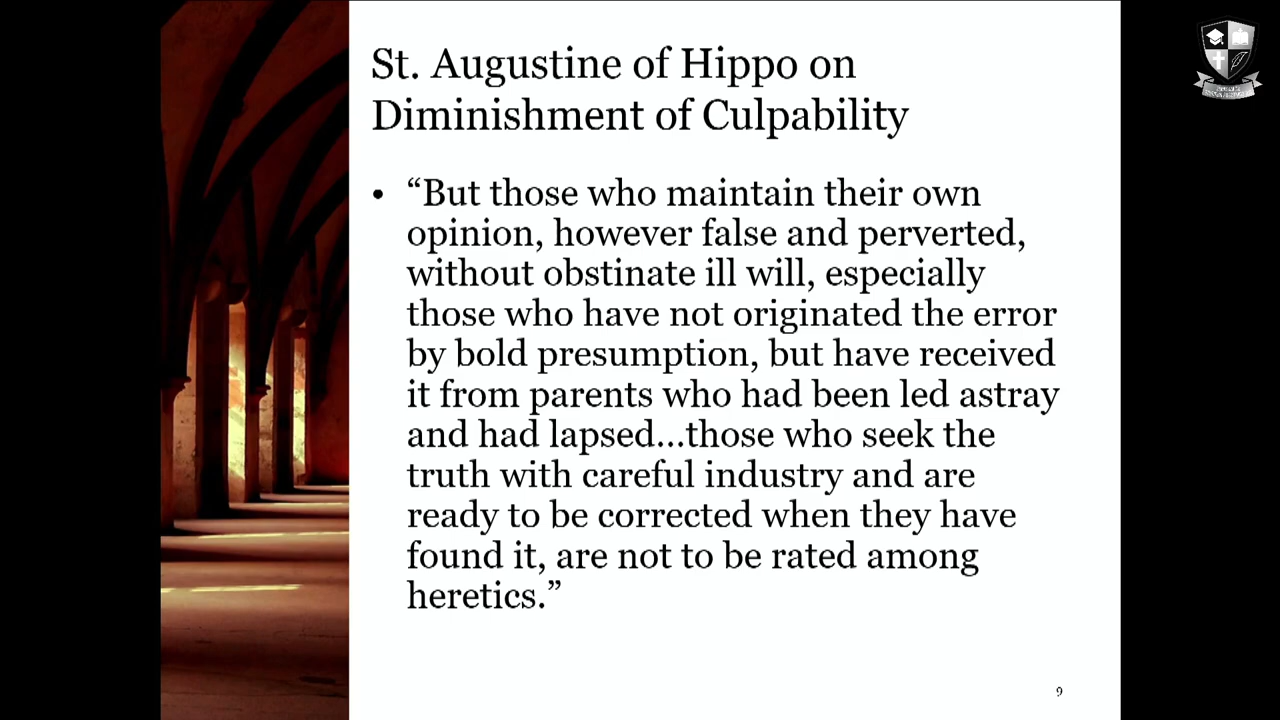 St. Augustine of Hippo on
Diminishment of Culpability
• “But those who maintain their own
opinion, however false and perverted,
without obstinate ill will, especially
those who have not originated the error
by bold presumption, but have received
it from parents who had been led astray
and had lapsed…those who seek the
truth with careful industry and are
ready to be corrected when they have
found it, are not to be rated among
heretics.”
9